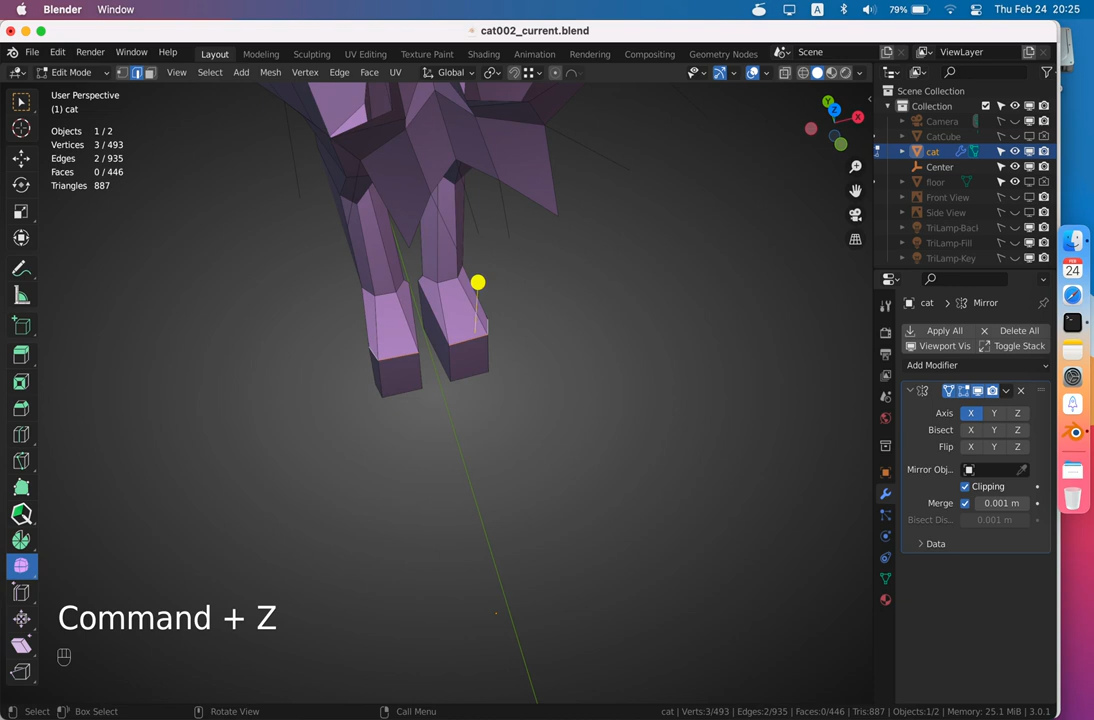 Blender Window A 79% Thu Feb 24 20:25
cat002_current.blend
File Edit Render Window Help Layout Modeling Sculpting UV Editing Texture Paint Shading Animation Rendering Compositing Geometry Nodes Scene ViewLayer
Edit Mode View Select Add Mesh Vertex Edge Face UV Global
User Perspective
(1) cat
Objects 1 / 2
Vertices 3 / 493
Edges 2 / 935
Faces 0 / 446
Triangles 887
Y
Z
X
Scene Collection
Collection
Camera
CatCube
cat
Center
floor
Front View
Side View
TriLamp-Back
TriLamp-Fill
TriLamp-Key
FEB
24
cat Mirror
Apply All Delete All
Viewport Vis Toggle Stack
Add Modifier
Axis X Y Z
Bisect X Y Z
Flip X Y Z
Mirror Obj...
Clipping
Merge 0.001 m
Bisect Dis... 0.001 m
Data
Command + Z
Select Box Select Rotate View Call Menu cat | Verts:3/493 | Edges:2/935 | Faces:0/446 | Tris:887 | Objects:1/2 | Memory: 25.1 MiB | 3.0.1